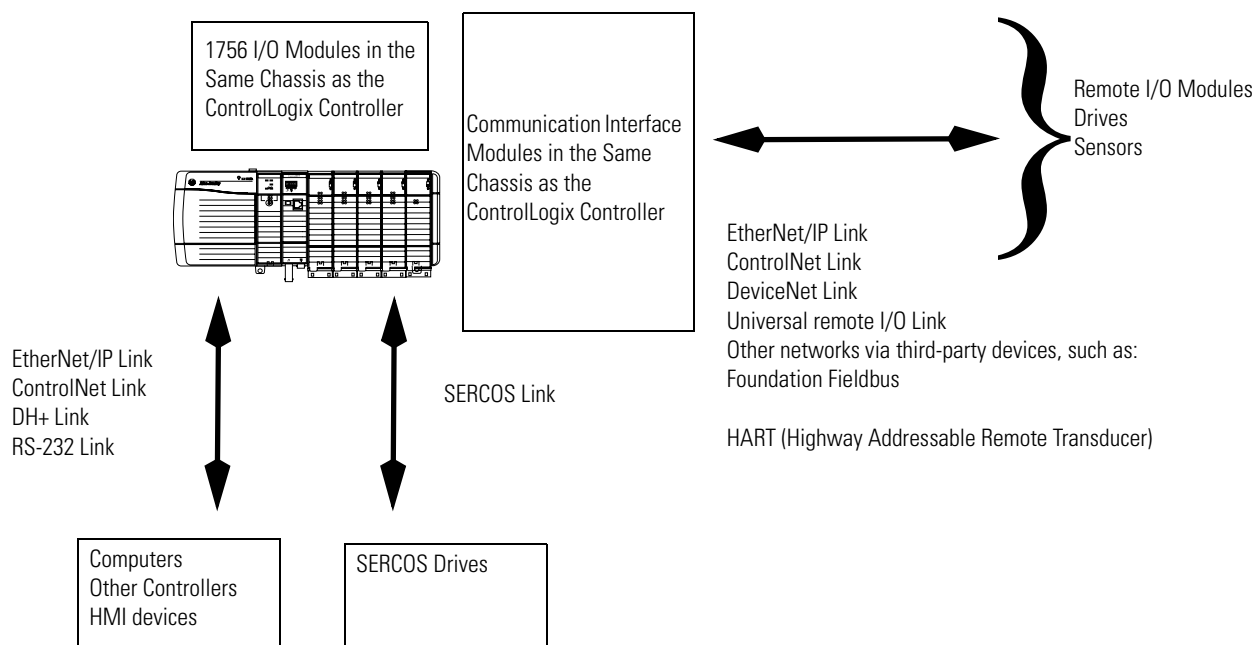 1756 I/O Modules in the
Same Chassis as the
ControlLogix Controller
Communication Interface
Modules in the Same
Chassis as the
ControlLogix Controller
Remote I/O Modules
Drives
Sensors
EtherNet/IP Link
ControlNet Link
DeviceNet Link
Universal remote I/O Link
Other networks via third-party devices, such as:
Foundation Fieldbus
HART (Highway Addressable Remote Transducer)
EtherNet/IP Link
ControlNet Link
DH+ Link
RS-232 Link
SERCOS Link
Computers
Other Controllers
HMI devices
SERCOS Drives